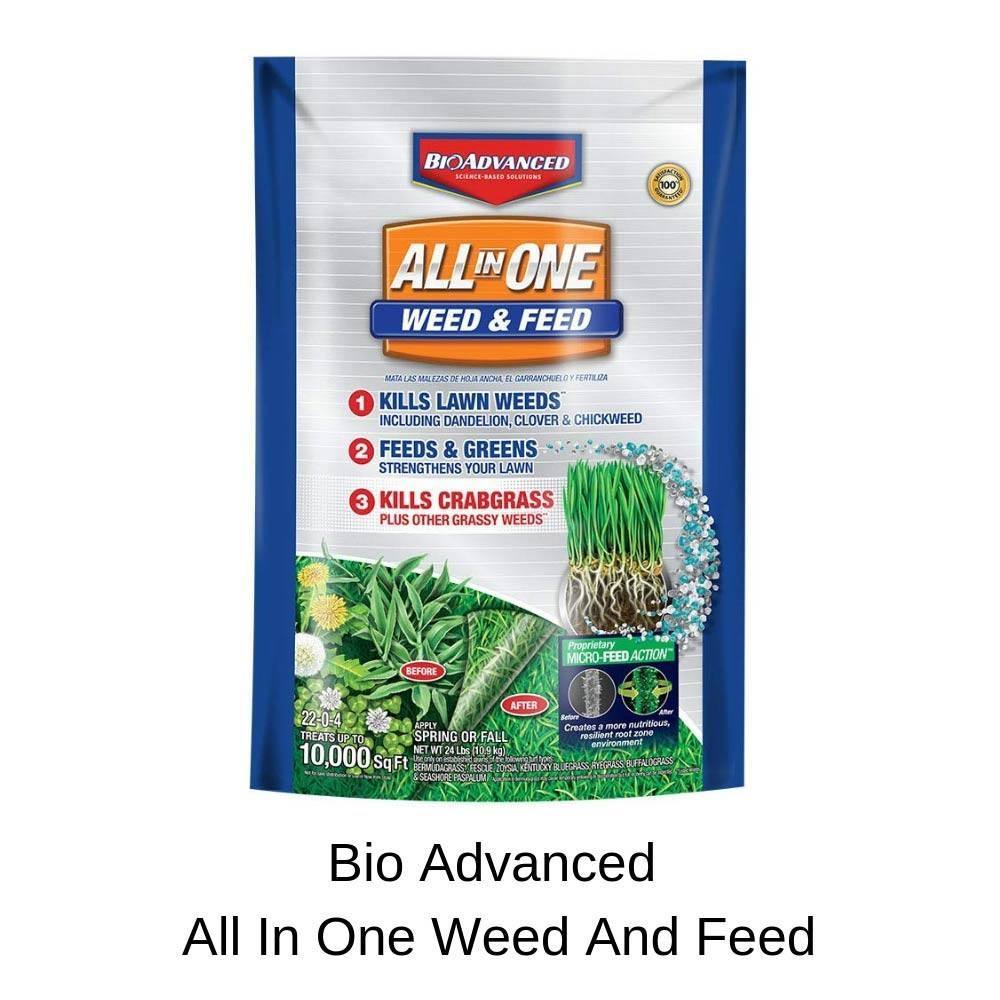 BIOADVANCED
SCIENCE-BASED SOLUTIONS
SATISFACTION
100%
GUARANTEED
ALL IN ONE
WEED & FEED
MATA LAS MALEZAS DE HOJA ANCHA, EL GARRANCHUELO Y FERTILIZA
1 KILLS LAWN WEEDS
INCLUDING DANDELION, CLOVER & CHICKWEED
2 FEEDS & GREENS
STRENGTHENS YOUR LAWN
3 KILLS CRABGRASS
PLUS OTHER GRASSY WEEDS
Proprietary
MICRO-FEED ACTION™
BEFORE
AFTER
Before
After
Creates a more nutritious,
resilient root zone
environment
22-0-4
TREATS UP TO
10,000 Sq Ft
APPLY
SPRING OR FALL
NET WT 24 Lbs (10.9 kg)
Use only on established lawns of the following turf types:
BERMUDAGRASS, FESCUE, ZOYSIA, KENTUCKY BLUEGRASS, RYEGRASS, BUFFALOGRASS
& SEASHORE PASPALUM
Bio Advanced
All In One Weed And Feed